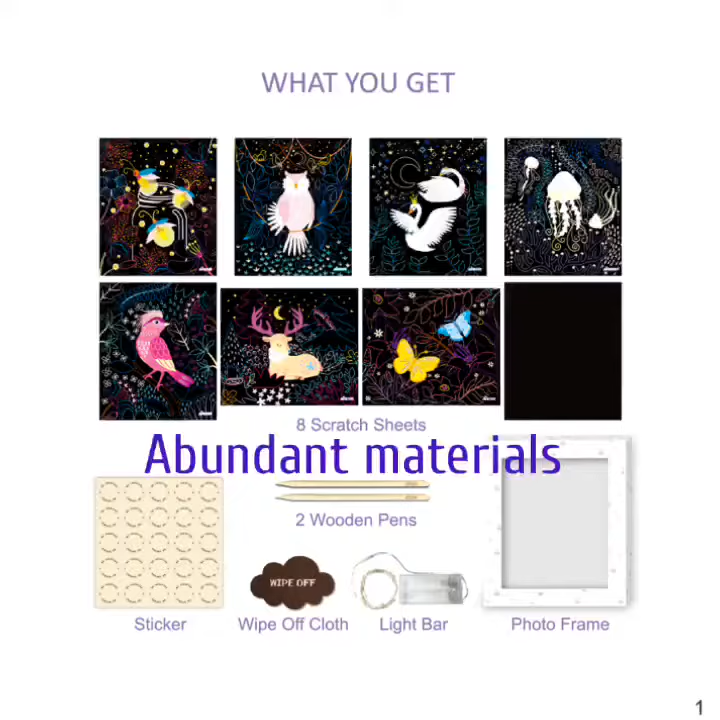 WHAT YOU GET
8 Scratch Sheets
Abundant materials
2 Wooden Pens
WIPE OFF
Sticker
Wipe Off Cloth
Light Bar
Photo Frame
1